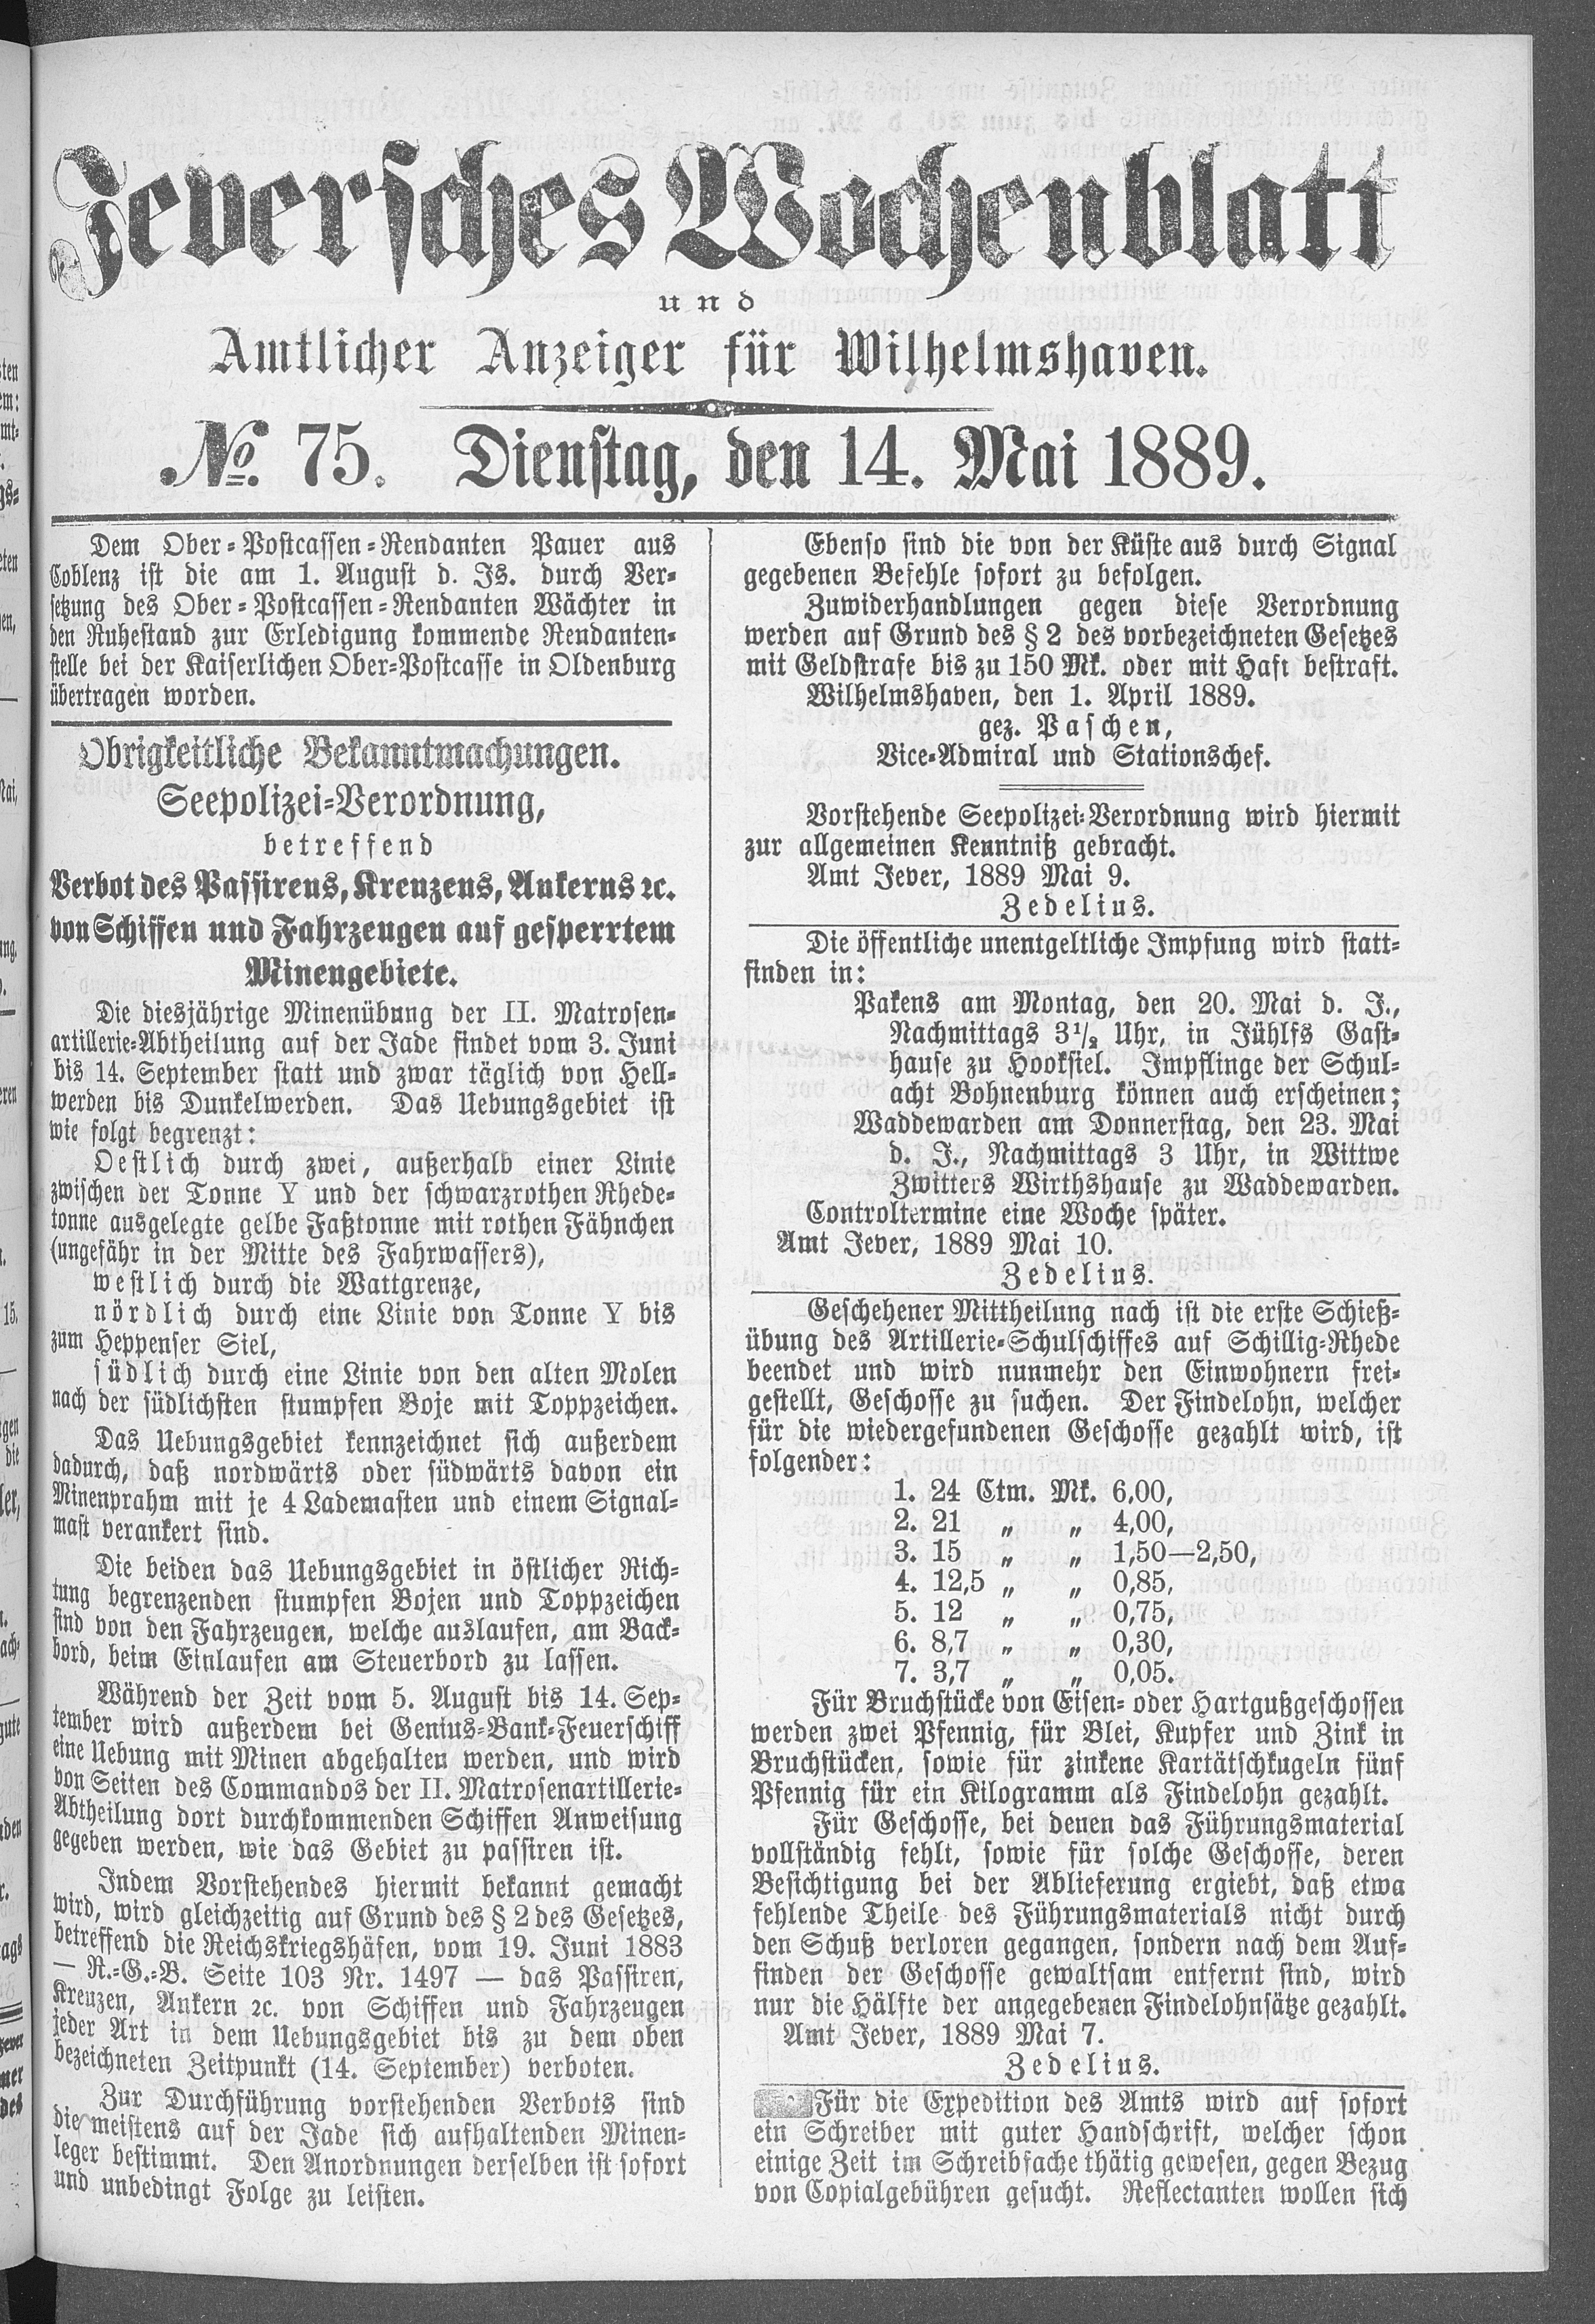 Jeversches Wochenblatt
und
Amtlicher Anzeiger für Wilhelmshaven.
№. 75. Dienstag, den 14. Mai 1889.
Dem Ober-Postcassen-Rendanten Pauer aus
Coblenz ist die am 1. August d. Js. durch Ver-
setzung des Ober-Postcassen-Rendanten Wächter in
den Ruhestand zur Erledigung kommende Rendanten-
stelle bei der Kaiserlichen Ober-Postcasse in Oldenburg
übertragen worden.
Obrigkeitliche Bekanntmachungen.
Seepolizei-Verordnung,
betreffend
Verbot des Passirens, Kreuzens, Ankerns ꝛc.
von Schiffen und Fahrzeugen auf gesperrtem
Minengebiete.
Die diesjährige Minenübung der II. Matrosen-
artillerie-Abtheilung auf der Jade findet vom 3. Juni
bis 14. September statt und zwar täglich von Hell-
werden bis Dunkelwerden. Das Uebungsgebiet ist
wie folgt begrenzt:
Oestlich durch zwei, außerhalb einer Linie
zwischen der Tonne Y und der schwarzrothen Rhede-
tonne ausgelegte gelbe Faßtonne mit rothen Fähnchen
(ungefähr in der Mitte des Fahrwassers),
westlich durch die Wattgrenze,
nördlich durch eine Linie von Tonne Y bis
zum Heppenser Siel,
südlich durch eine Linie von den alten Molen
nach der südlichsten stumpfen Boje mit Toppzeichen.
Das Uebungsgebiet kennzeichnet sich außerdem
dadurch, daß nordwärts oder südwärts davon ein
Minenprahm mit je 4 Lademasten und einem Signal-
mast verankert sind.
Die beiden das Uebungsgebiet in östlicher Rich-
tung begrenzenden stumpfen Bojen und Toppzeichen
sind von den Fahrzeugen, welche auslaufen, am Back-
bord, beim Einlaufen am Steuerbord zu lassen.
Während der Zeit vom 5. August bis 14. Sep-
tember wird außerdem bei Genius-Bank-Feuerschiff
eine Uebung mit Minen abgehalten werden, und wird
von Seiten des Commandos der II. Matrosenartillerie-
Abtheilung dort durchkommenden Schiffen Anweisung
gegeben werden, wie das Gebiet zu passiren ist.
Indem Vorstehendes hiermit bekannt gemacht
wird, wird gleichzeitig auf Grund des § 2 des Gesetzes,
betreffend die Reichskriegshäfen, vom 19. Juni 1883
— R.-G.-B. Seite 103 Nr. 1497 — das Passiren,
Kreuzen, Ankern ꝛc. von Schiffen und Fahrzeugen
jeder Art in dem Uebungsgebiet bis zu dem oben
bezeichneten Zeitpunkt (14. September) verboten.
Zur Durchführung vorstehenden Verbots sind
die meistens auf der Jade sich aufhaltenden Minen-
leger bestimmt. Den Anordnungen derselben ist sofort
und unbedingt Folge zu leisten.
Ebenso sind die von der Küste aus durch Signal
gegebenen Befehle sofort zu befolgen.
Zuwiderhandlungen gegen diese Verordnung
werden auf Grund des § 2 des vorbezeichneten Gesetzes
mit Geldstrafe bis zu 150 Mk. oder mit Haft bestraft.
Wilhelmshaven, den 1. April 1889.
gez. Paschen,
Vice-Admiral und Stationschef.
Vorstehende Seepolizei-Verordnung wird hiermit
zur allgemeinen Kenntniß gebracht.
Amt Jever, 1889 Mai 9.
Zedelius.
Die öffentliche unentgeltliche Impfung wird statt-
finden in:
Pakens am Montag, den 20. Mai d. J.,
Nachmittags 3½ Uhr, in Jühlfs Gast-
hause zu Hooksiel. Impflinge der Schul-
acht Bohnenburg können auch erscheinen;
Waddewarden am Donnerstag, den 23. Mai
d. J., Nachmittags 3 Uhr, in Wittwe
Zwitters Wirthshause zu Waddewarden.
Controltermine eine Woche später.
Amt Jever, 1889 Mai 10.
Zedelius.
Geschehener Mittheilung nach ist die erste Schieß-
übung des Artillerie-Schulschiffes auf Schillig-Rhede
beendet und wird nunmehr den Einwohnern frei-
gestellt, Geschosse zu suchen. Der Findelohn, welcher
für die wiedergefundenen Geschosse gezahlt wird, ist
folgender:
1. 24 Ctm. Mk. 6,00,
2. 21 „ „ 4,00,
3. 15 „ „ 1,50—2,50,
4. 12,5 „ „ 0,85,
5. 12 „ „ 0,75,
6. 8,7 „ „ 0,30,
7. 3,7 „ „ 0,05.
Für Bruchstücke von Eisen- oder Hartgußgeschossen
werden zwei Pfennig, für Blei, Kupfer und Zink in
Bruchstücken, sowie für zinkene Kartätschkugeln fünf
Pfennig für ein Kilogramm als Findelohn gezahlt.
Für Geschosse, bei denen das Führungsmaterial
vollständig fehlt, sowie für solche Geschosse, deren
Besichtigung bei der Ablieferung ergiebt, daß etwa
fehlende Theile des Führungsmaterials nicht durch
den Schuß verloren gegangen, sondern nach dem Auf-
finden der Geschosse gewaltsam entfernt sind, wird
nur die Hälfte der angegebenen Findelohnsätze gezahlt.
Amt Jever, 1889 Mai 7.
Zedelius.
Für die Expedition des Amts wird auf sofort
ein Schreiber mit guter Handschrift, welcher schon
einige Zeit im Schreibfache thätig gewesen, gegen Bezug
von Copialgebühren gesucht. Reflectanten wollen sich